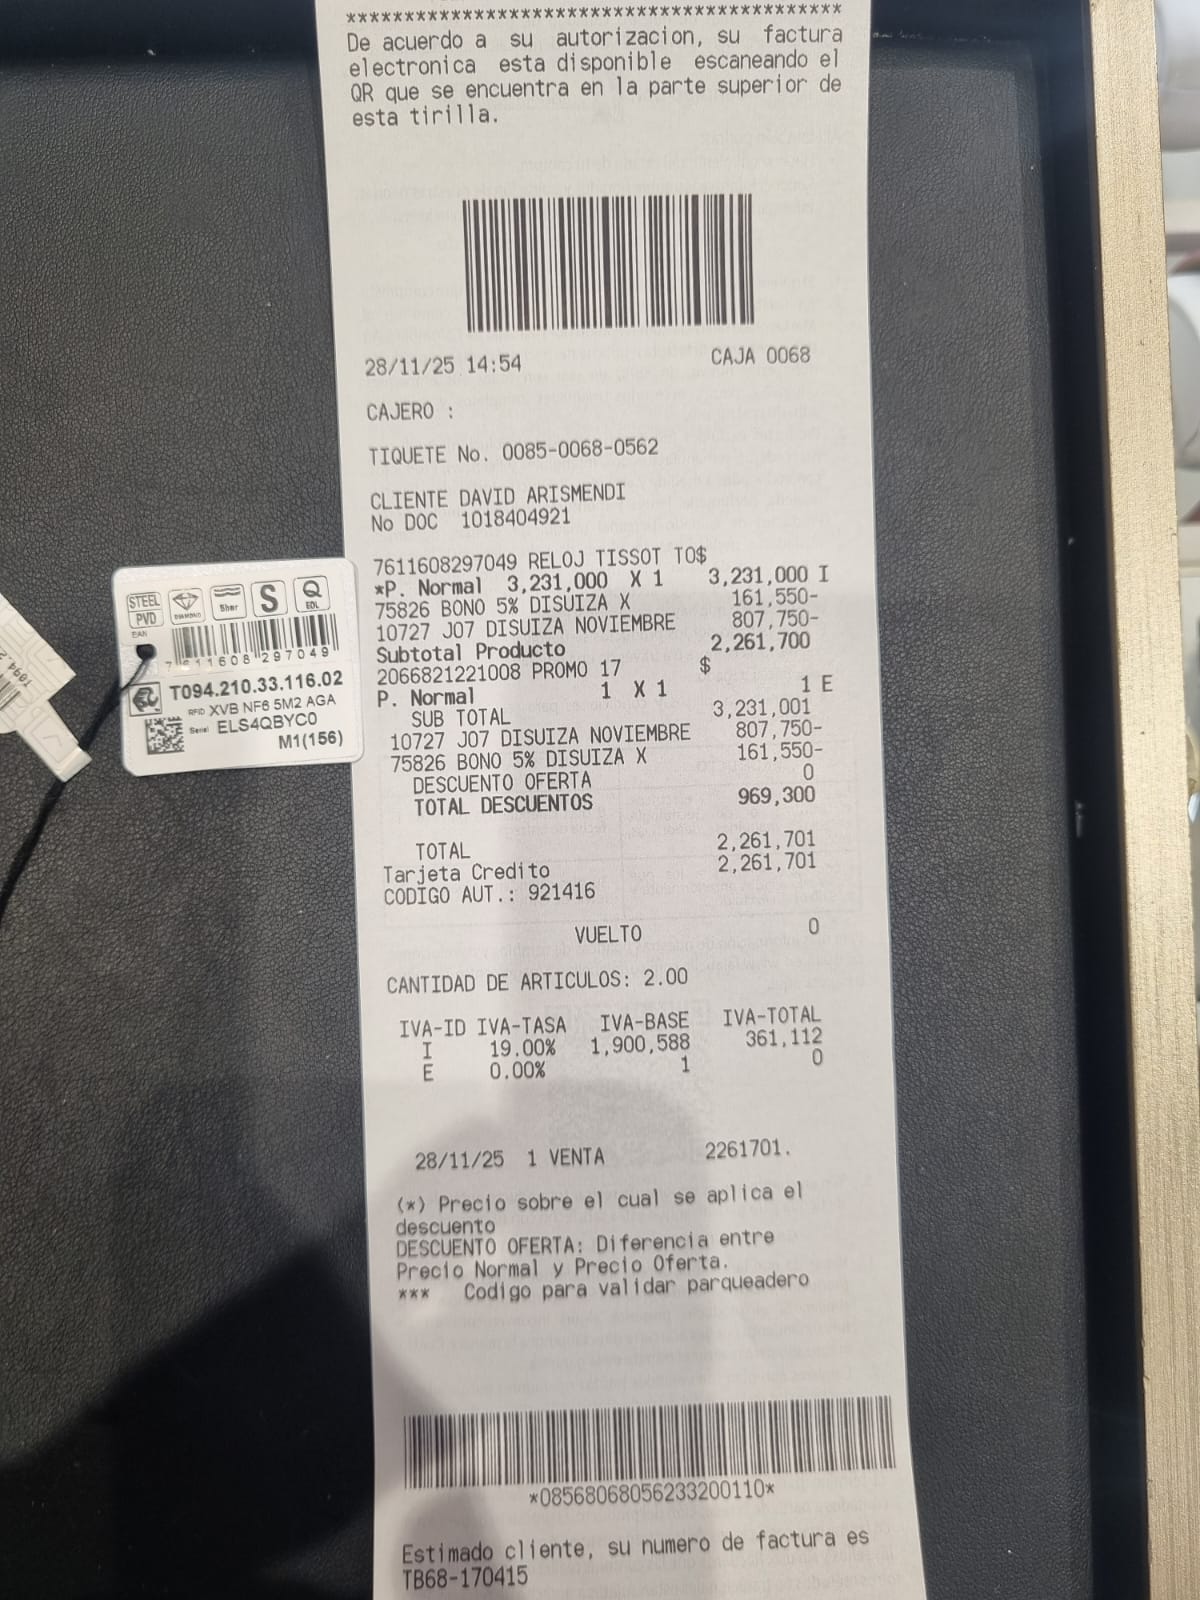 ******************************************
De acuerdo a su autorizacion, su factura
electronica esta disponible escaneando el
QR que se encuentra en la parte superior de
esta tirilla.
28/11/25 14:54 CAJA 0068
CAJERO :
TIQUETE No. 0085-0068-0562
CLIENTE DAVID ARISMENDI
No DOC 1018404921
7611608297049 RELOJ TISSOT TO$
*P. Normal 3,231,000 X 1 3,231,000 I
75826 BONO 5% DISUIZA X 161,550-
10727 J07 DISUIZA NOVIEMBRE 807,750-
Subtotal Producto 2,261,700
2066821221008 PROMO 17 $
P. Normal 1 X 1 1 E
SUB TOTAL 3,231,001
10727 J07 DISUIZA NOVIEMBRE 807,750-
75826 BONO 5% DISUIZA X 161,550-
DESCUENTO OFERTA 0
TOTAL DESCUENTOS 969,300
TOTAL 2,261,701
Tarjeta Credito 2,261,701
CODIGO AUT.: 921416
VUELTO 0
CANTIDAD DE ARTICULOS: 2.00
IVA-ID IVA-TASA IVA-BASE IVA-TOTAL
I 19.00% 1,900,588 361,112
E 0.00% 1 0
28/11/25 1 VENTA 2261701.
(*) Precio sobre el cual se aplica el
descuento
DESCUENTO OFERTA: Diferencia entre
Precio Normal y Precio Oferta.
*** Codigo para validar parqueadero
*08568068056233200110*
Estimado cliente, su numero de factura es
TB68-170415
STEEL
PVD
DIAMOND
5bar
S
Q
EOL
EAN
7 611608 297049
T094.210.33.116.02
RFID XVB NF6 5M2 AGA
Serial ELS4QBYC0
M1(156)